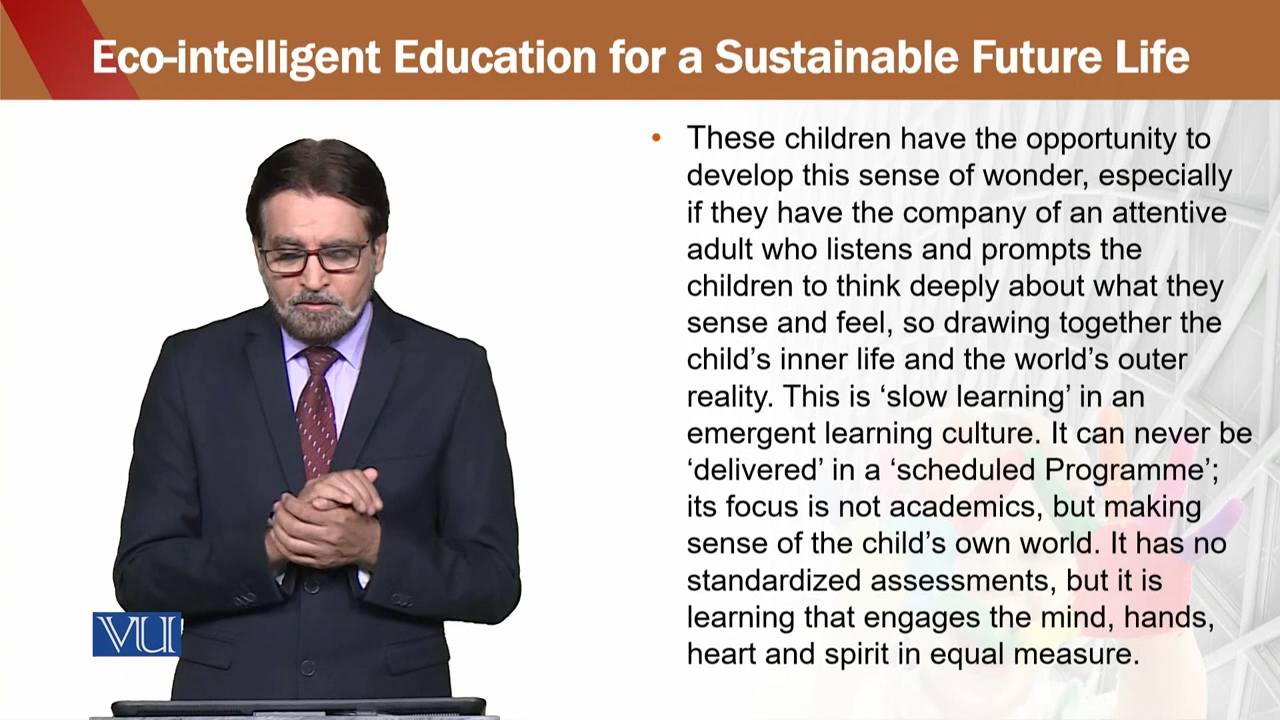 Eco-intelligent Education for a Sustainable Future Life
• These children have the opportunity to
develop this sense of wonder, especially
if they have the company of an attentive
adult who listens and prompts the
children to think deeply about what they
sense and feel, so drawing together the
child’s inner life and the world’s outer
reality. This is ‘slow learning’ in an
emergent learning culture. It can never be
‘delivered’ in a ‘scheduled Programme’;
its focus is not academics, but making
sense of the child’s own world. It has no
standardized assessments, but it is
learning that engages the mind, hands,
heart and spirit in equal measure.
VU